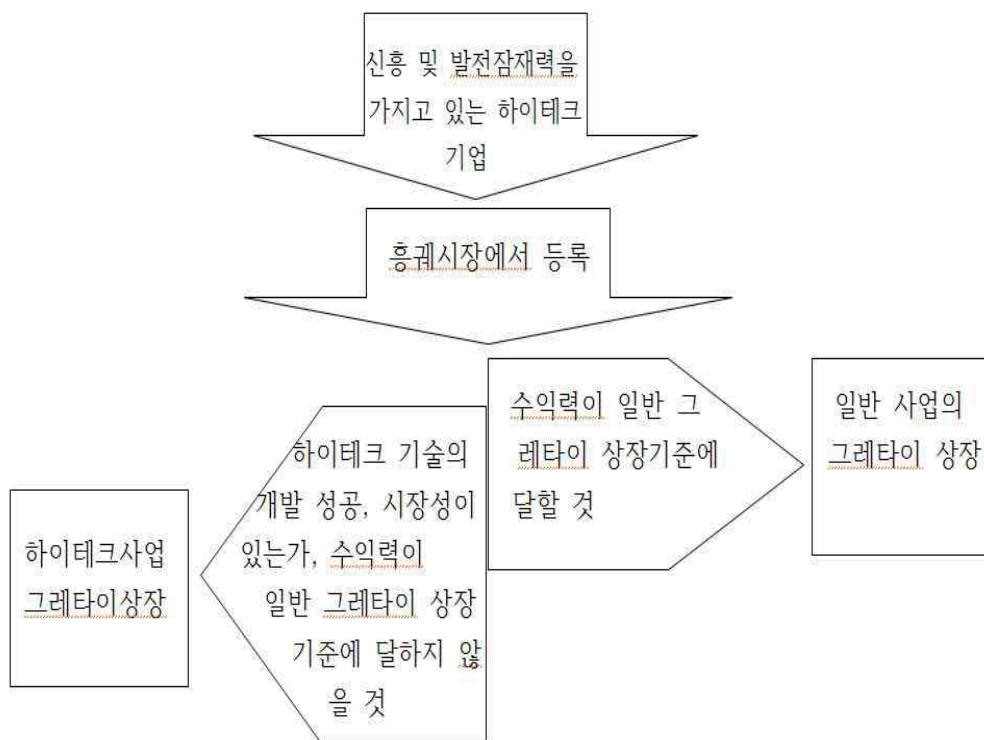 신흥 및 발전잠재력을
가지고 있는 하이테크
기업
흥궤시장에서 등록
수익력이 일반 그
레타이 상장기준에
달할 것
일반 사업의
그레타이 상장
하이테크 기술의
개발 성공, 시장성이
있는가, 수익력이
일반 그레타이 상장
기준에 달하지 않
을 것
하이테크사업
그레타이상장